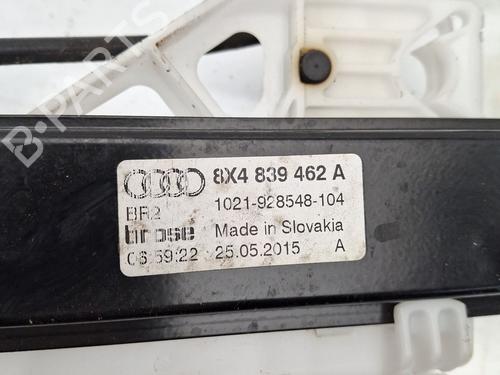 B-PARTS
8X4 839 462 A
BR2 1021-928548-104
brose Made in Slovakia
06:59:22 25.05.2015 A